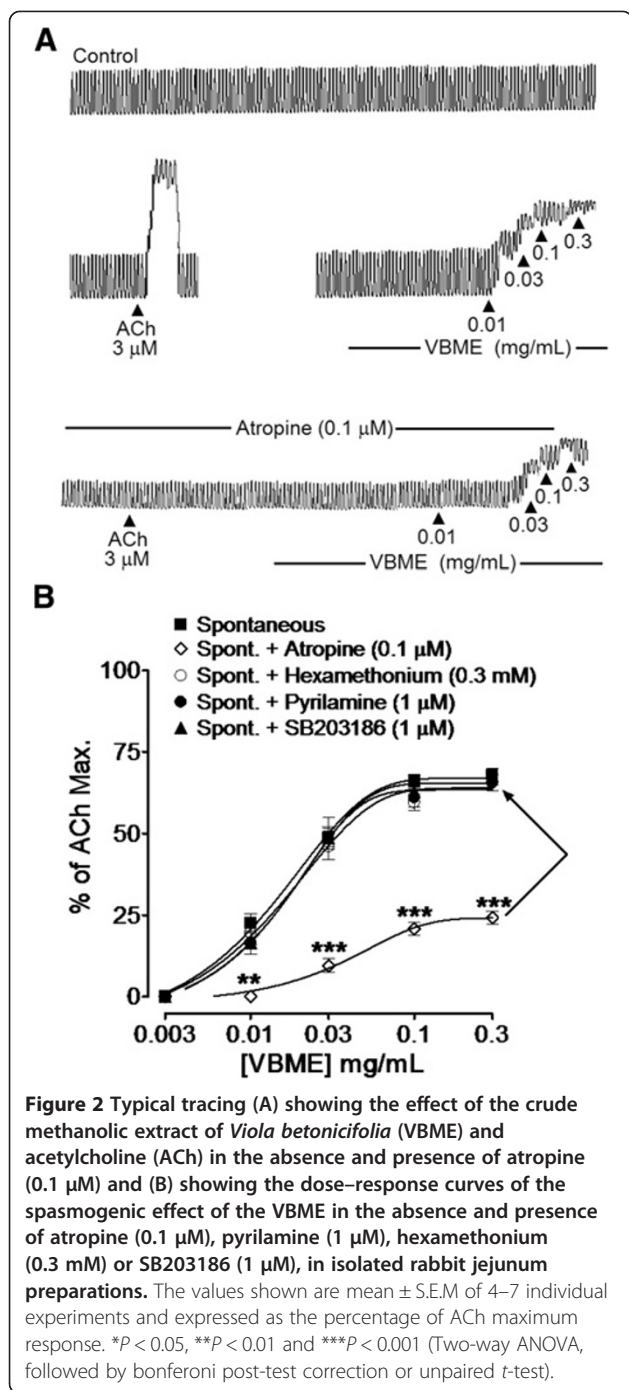 A
Control
ACh
3 μM
0.01
0.03
0.1
0.3
VBME (mg/mL)
Atropine (0.1 μM)
ACh
3 μM
0.01
0.03
0.1
0.3
VBME (mg/mL)
B
■ Spontaneous
◇ Spont. + Atropine (0.1 μM)
○ Spont. + Hexamethonium (0.3 mM)
● Spont. + Pyrilamine (1 μM)
▲ Spont. + SB203186 (1 μM)
% of ACh Max.
100
75
50
25
0
** *** *** ***
0.003 0.01 0.03 0.1 0.3
[VBME] mg/mL
Figure 2 Typical tracing (A) showing the effect of the crude
methanolic extract of Viola betonicifolia (VBME) and
acetylcholine (ACh) in the absence and presence of atropine
(0.1 μM) and (B) showing the dose–response curves of the
spasmogenic effect of the VBME in the absence and presence
of atropine (0.1 μM), pyrilamine (1 μM), hexamethonium
(0.3 mM) or SB203186 (1 μM), in isolated rabbit jejunum
preparations. The values shown are mean ± S.E.M of 4–7 individual
experiments and expressed as the percentage of ACh maximum
response. *P < 0.05, **P < 0.01 and ***P < 0.001 (Two-way ANOVA,
followed by bonferoni post-test correction or unpaired t-test).